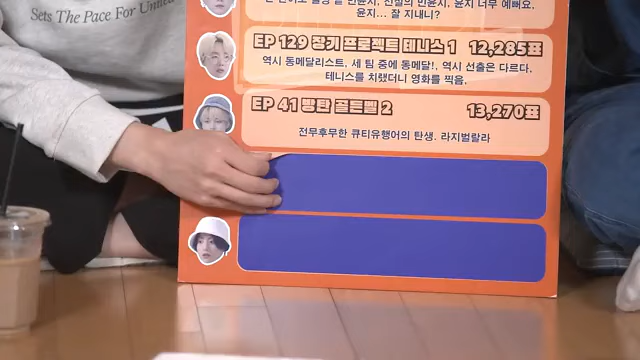 Sets The Pace For United
윤지... 잘 지내니?
EP 129 장기 프로젝트 테니스 1 12,285표
역시 동메달리스트, 세 팀 중에 동메달!, 역시 선출은 다르다.
테니스를 치랬더니 영화를 찍음.
EP 41 방탄 골든벨 2 13,270표
전무후무한 큐티유행어의 탄생. 라지벌랄라